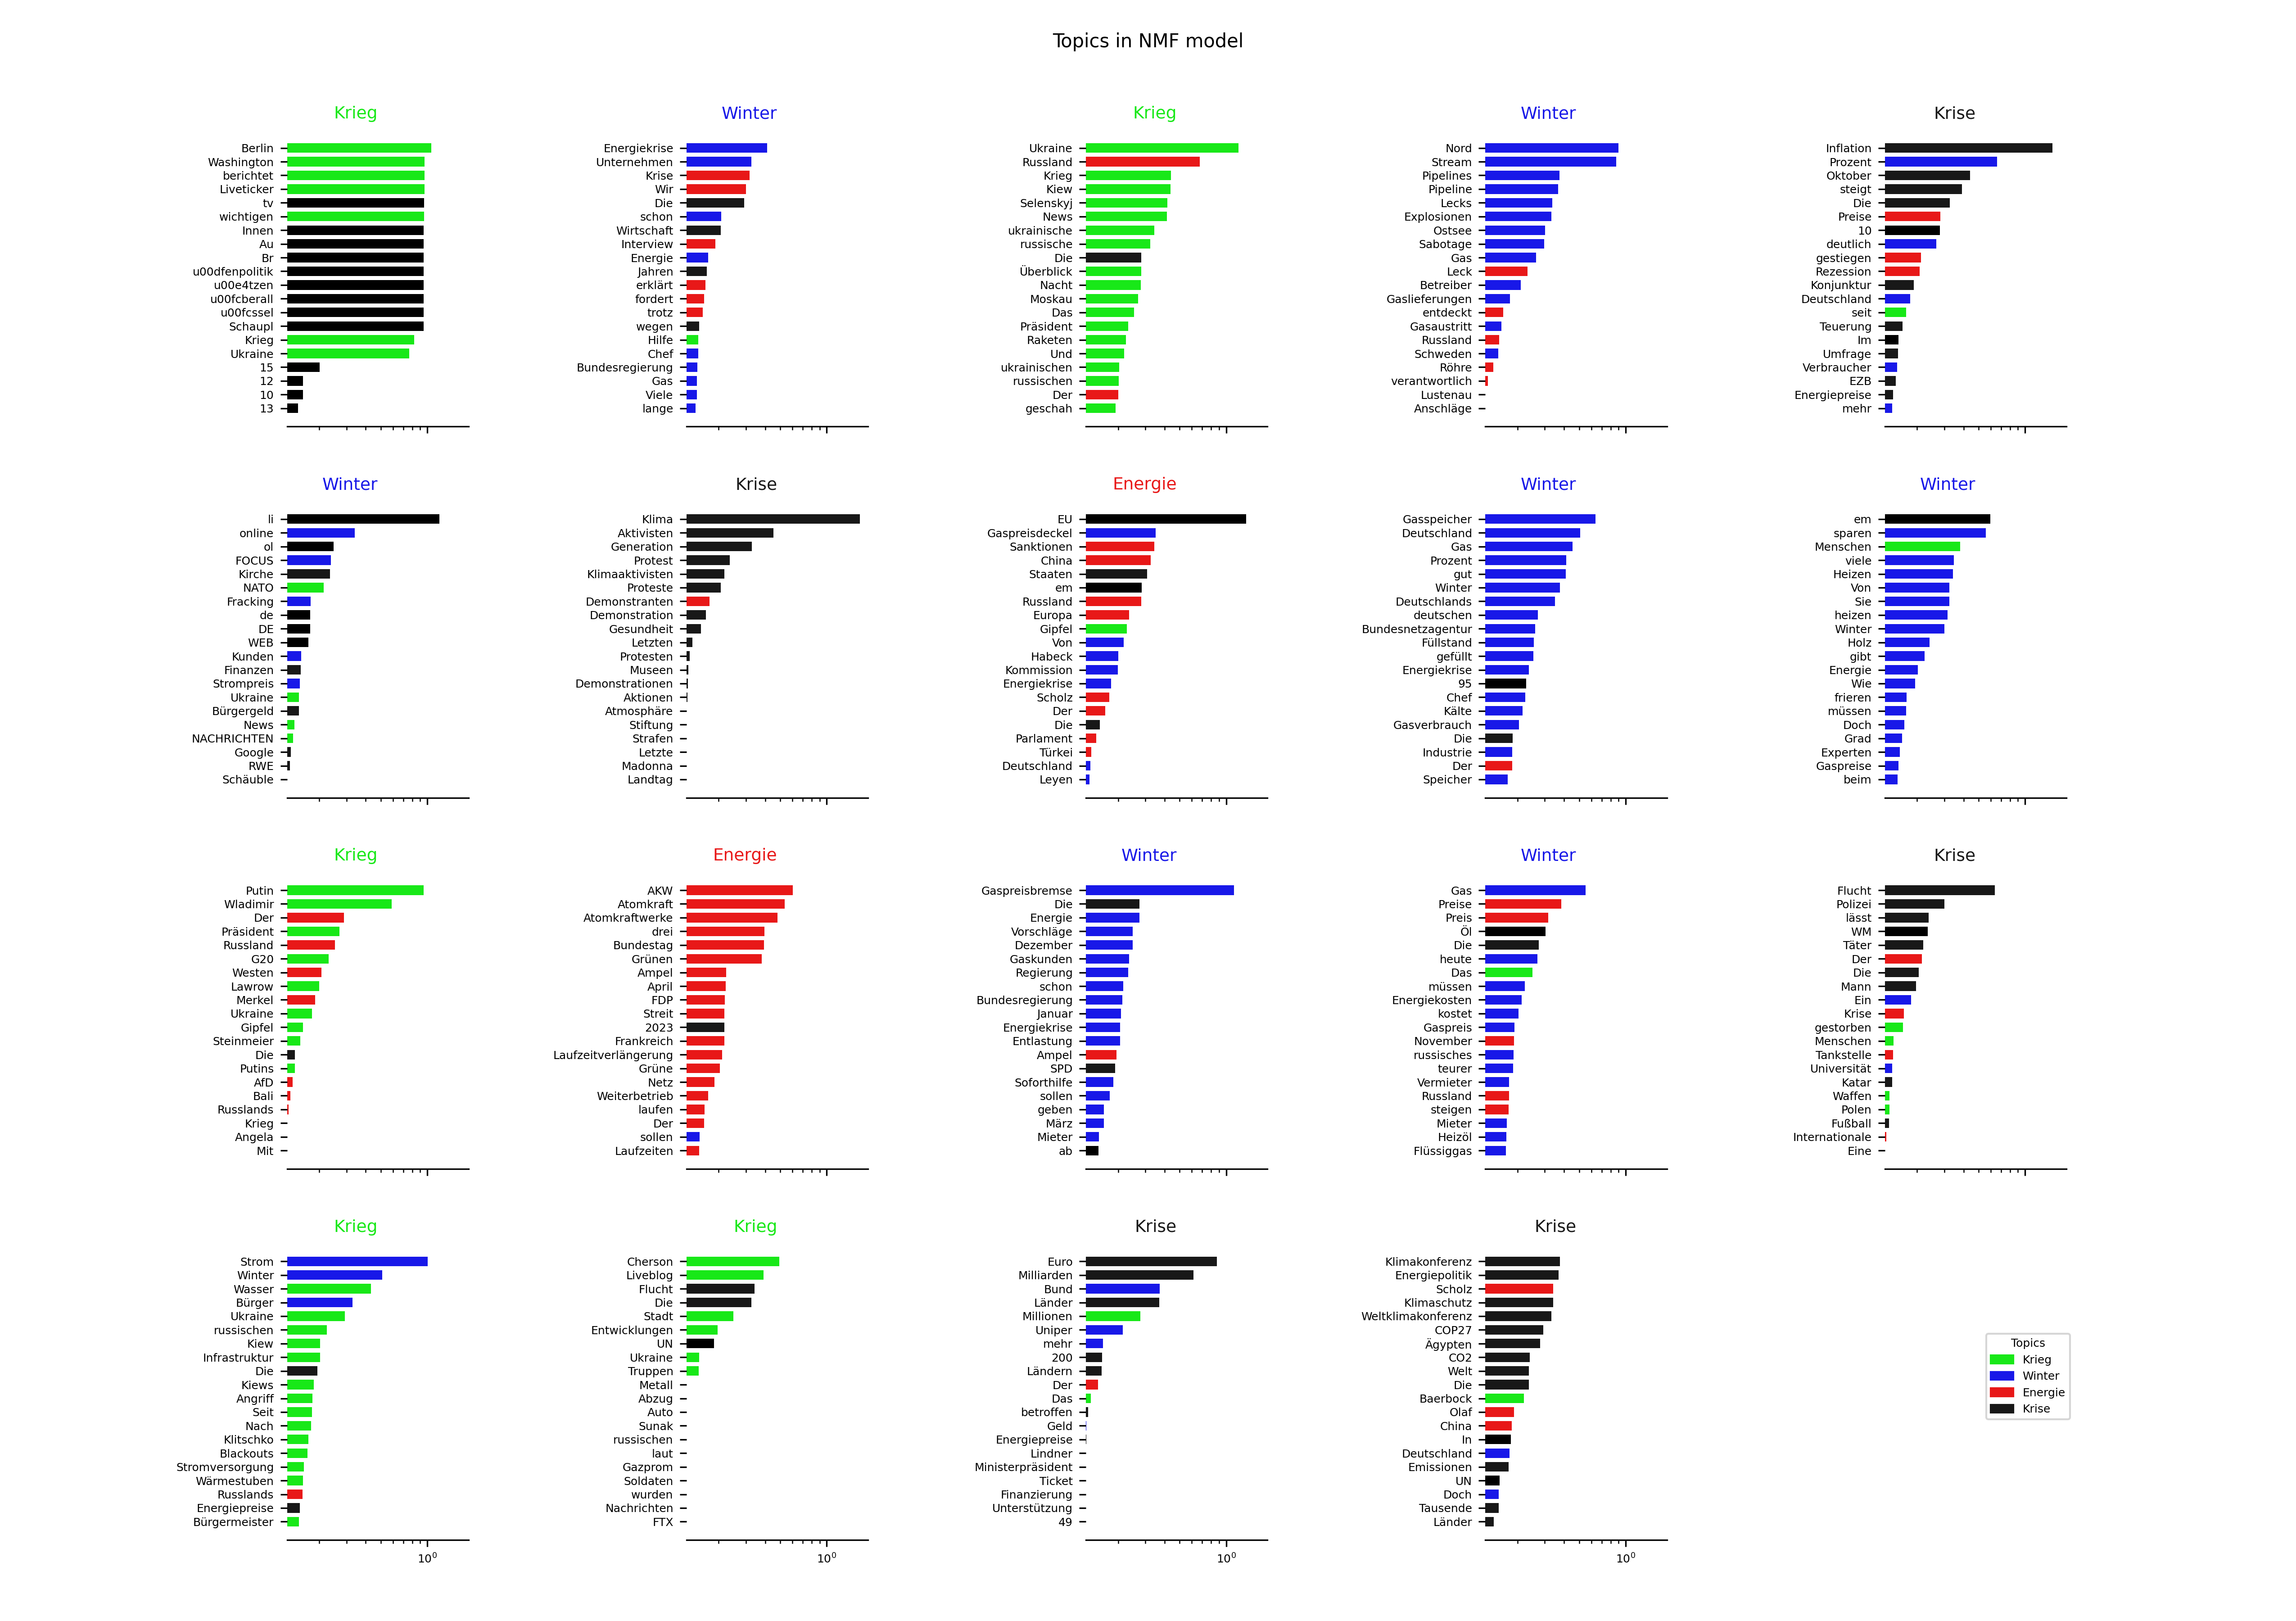 Topics in NMF model
Krieg
Berlin
Washington
berichtet
Liveticker
tv
wichtigen
Innen
Au
Br
u00dfenpolitik
u00e4tzen
u00fcberall
u00fcssel
Schaupl
Krieg
Ukraine
15
12
10
13
Winter
Energiekrise
Unternehmen
Krise
Wir
Die
schon
Wirtschaft
Interview
Energie
Jahren
erklärt
fordert
trotz
wegen
Hilfe
Chef
Bundesregierung
Gas
Viele
lange
Krieg
Ukraine
Russland
Krieg
Kiew
Selenskyj
News
ukrainische
russische
Die
Überblick
Nacht
Moskau
Das
Präsident
Raketen
Und
ukrainischen
russischen
Der
geschah
Winter
Nord
Stream
Pipelines
Pipeline
Lecks
Explosionen
Ostsee
Sabotage
Gas
Leck
Betreiber
Gaslieferungen
entdeckt
Gasaustritt
Russland
Schweden
Röhre
verantwortlich
Lustenau
Anschläge
Krise
Inflation
Prozent
Oktober
steigt
Die
Preise
10
deutlich
gestiegen
Rezession
Konjunktur
Deutschland
seit
Teuerung
Im
Umfrage
Verbraucher
EZB
Energiepreise
mehr
Winter
li
online
ol
FOCUS
Kirche
NATO
Fracking
de
DE
WEB
Kunden
Finanzen
Strompreis
Ukraine
Bürgergeld
News
NACHRICHTEN
Google
RWE
Schäuble
Krise
Klima
Aktivisten
Generation
Protest
Klimaaktivisten
Proteste
Demonstranten
Demonstration
Gesundheit
Letzten
Protesten
Museen
Demonstrationen
Aktionen
Atmosphäre
Stiftung
Strafen
Letzte
Madonna
Landtag
Energie
EU
Gaspreisdeckel
Sanktionen
China
Staaten
em
Russland
Europa
Gipfel
Von
Habeck
Kommission
Energiekrise
Scholz
Der
Die
Parlament
Türkei
Deutschland
Leyen
Winter
Gasspeicher
Deutschland
Gas
Prozent
gut
Winter
Deutschlands
deutschen
Bundesnetzagentur
Füllstand
gefüllt
Energiekrise
95
Chef
Kälte
Gasverbrauch
Die
Industrie
Der
Speicher
Winter
em
sparen
Menschen
viele
Heizen
Von
Sie
heizen
Winter
Holz
gibt
Energie
Wie
frieren
müssen
Doch
Grad
Experten
Gaspreise
beim
Krieg
Putin
Wladimir
Der
Präsident
Russland
G20
Westen
Lawrow
Merkel
Ukraine
Gipfel
Steinmeier
Die
Putins
AfD
Bali
Russlands
Krieg
Angela
Mit
Energie
AKW
Atomkraft
Atomkraftwerke
drei
Bundestag
Grünen
Ampel
April
FDP
Streit
2023
Frankreich
Laufzeitverlängerung
Grüne
Netz
Weiterbetrieb
laufen
Der
sollen
Laufzeiten
Winter
Gaspreisbremse
Die
Energie
Vorschläge
Dezember
Gaskunden
Regierung
schon
Bundesregierung
Januar
Energiekrise
Entlastung
Ampel
SPD
Soforthilfe
sollen
geben
März
Mieter
ab
Winter
Gas
Preise
Preis
Öl
Die
heute
Das
müssen
Energiekosten
kostet
Gaspreis
November
russisches
teurer
Vermieter
Russland
steigen
Mieter
Heizöl
Flüssiggas
Krise
Flucht
Polizei
lässt
WM
Täter
Der
Die
Mann
Ein
Krise
gestorben
Menschen
Tankstelle
Universität
Katar
Waffen
Polen
Fußball
Internationale
Eine
Krieg
Strom
Winter
Wasser
Bürger
Ukraine
russischen
Kiew
Infrastruktur
Die
Kiews
Angriff
Seit
Nach
Klitschko
Blackouts
Stromversorgung
Wärmestuben
Russlands
Energiepreise
Bürgermeister
10⁰
Krieg
Cherson
Liveblog
Flucht
Die
Stadt
Entwicklungen
UN
Ukraine
Truppen
Metall
Abzug
Auto
Sunak
russischen
laut
Gazprom
Soldaten
wurden
Nachrichten
FTX
10⁰
Krise
Euro
Milliarden
Bund
Länder
Millionen
Uniper
mehr
200
Ländern
Der
Das
betroffen
Geld
Energiepreise
Lindner
Ministerpräsident
Ticket
Finanzierung
Unterstützung
49
10⁰
Krise
Klimakonferenz
Energiepolitik
Scholz
Klimaschutz
Weltklimakonferenz
COP27
Ägypten
CO2
Welt
Die
Baerbock
Olaf
China
In
Deutschland
Emissionen
UN
Doch
Tausende
Länder
10⁰
Topics
Krieg
Winter
Energie
Krise